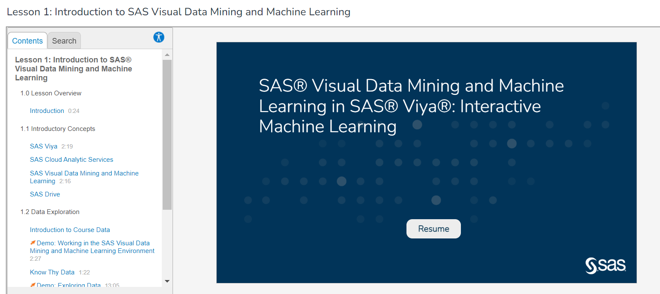 Lesson 1: Introduction to SAS Visual Data Mining and Machine Learning
Contents
Search
Lesson 1: Introduction to SAS®
Visual Data Mining and Machine
Learning
1.0 Lesson Overview
Introduction 0:24
1.1 Introductory Concepts
SAS Viya 2:19
SAS Cloud Analytic Services
SAS Visual Data Mining and Machine
Learning 2:16
SAS Drive
1.2 Data Exploration
Introduction to Course Data
Demo: Working in the SAS Visual Data
Mining and Machine Learning Environment
2:27
Know Thy Data 1:22
Demo: Exploring Data 13:05
SAS® Visual Data Mining and Machine
Learning in SAS® Viya®: Interactive
Machine Learning
Resume
sas